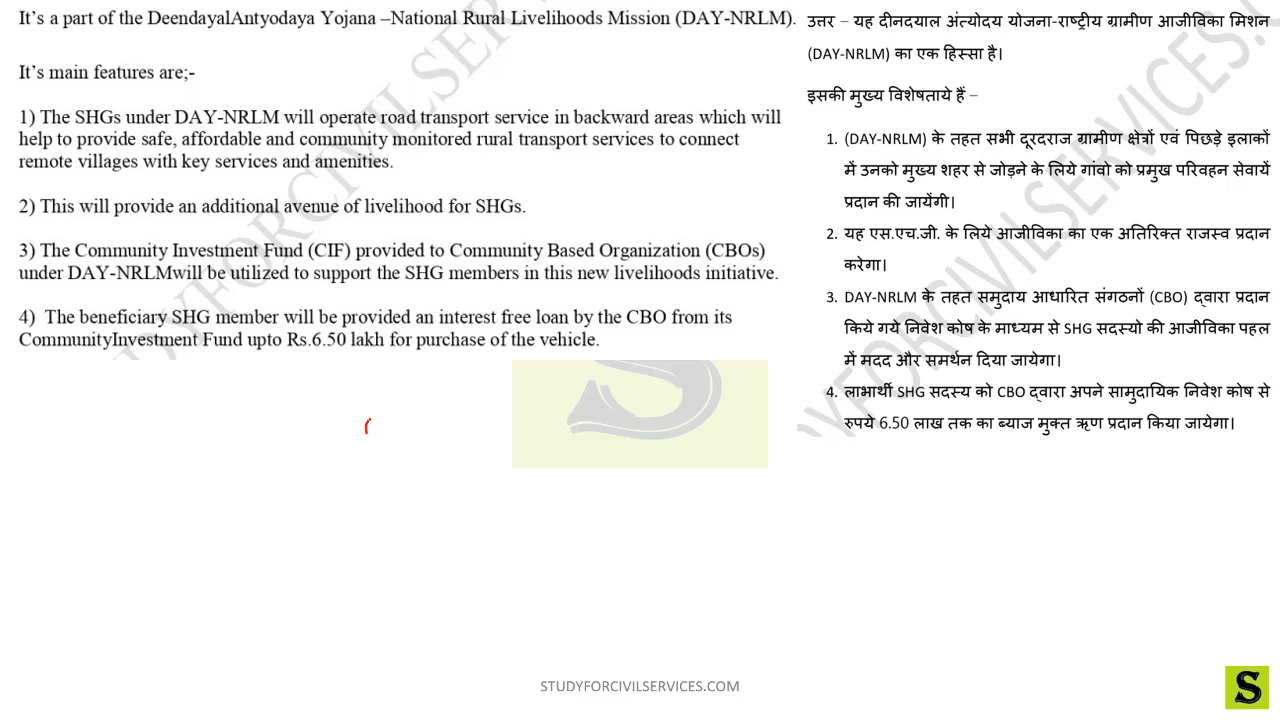 It's a part of the DeendayalAntyodaya Yojana –National Rural Livelihoods Mission (DAY-NRLM).
It's main features are;-
1) The SHGs under DAY-NRLM will operate road transport service in backward areas which will
help to provide safe, affordable and community monitored rural transport services to connect
remote villages with key services and amenities.
2) This will provide an additional avenue of livelihood for SHGs.
3) The Community Investment Fund (CIF) provided to Community Based Organization (CBOs)
under DAY-NRLMwill be utilized to support the SHG members in this new livelihoods initiative.
4) The beneficiary SHG member will be provided an interest free loan by the CBO from its
CommunityInvestment Fund upto Rs.6.50 lakh for purchase of the vehicle.
उत्तर – यह दीनदयाल अंत्योदय योजना-राष्ट्रीय ग्रामीण आजीविका मिशन
(DAY-NRLM) का एक हिस्सा है।
इसकी मुख्य विशेषताये हैं –
1. (DAY-NRLM) के तहत सभी दूरदराज ग्रामीण क्षेत्रों एवं पिछड़े इलाकों
में उनको मुख्य शहर से जोड़ने के लिये गांवो को प्रमुख परिवहन सेवायें
प्रदान की जायेंगी।
2. यह एस.एच.जी. के लिये आजीविका का एक अतिरिक्त राजस्व प्रदान
करेगा।
3. DAY-NRLM के तहत समुदाय आधारित संगठनों (CBO) द्वारा प्रदान
किये गये निवेश कोष के माध्यम से SHG सदस्यो की आजीविका पहल
में मदद और समर्थन दिया जायेगा।
4. लाभार्थी SHG सदस्य को CBO द्वारा अपने सामुदायिक निवेश कोष से
रुपये 6.50 लाख तक का ब्याज मुक्त ऋण प्रदान किया जायेगा।
STUDYFORCIVILSERVICES.COM
S